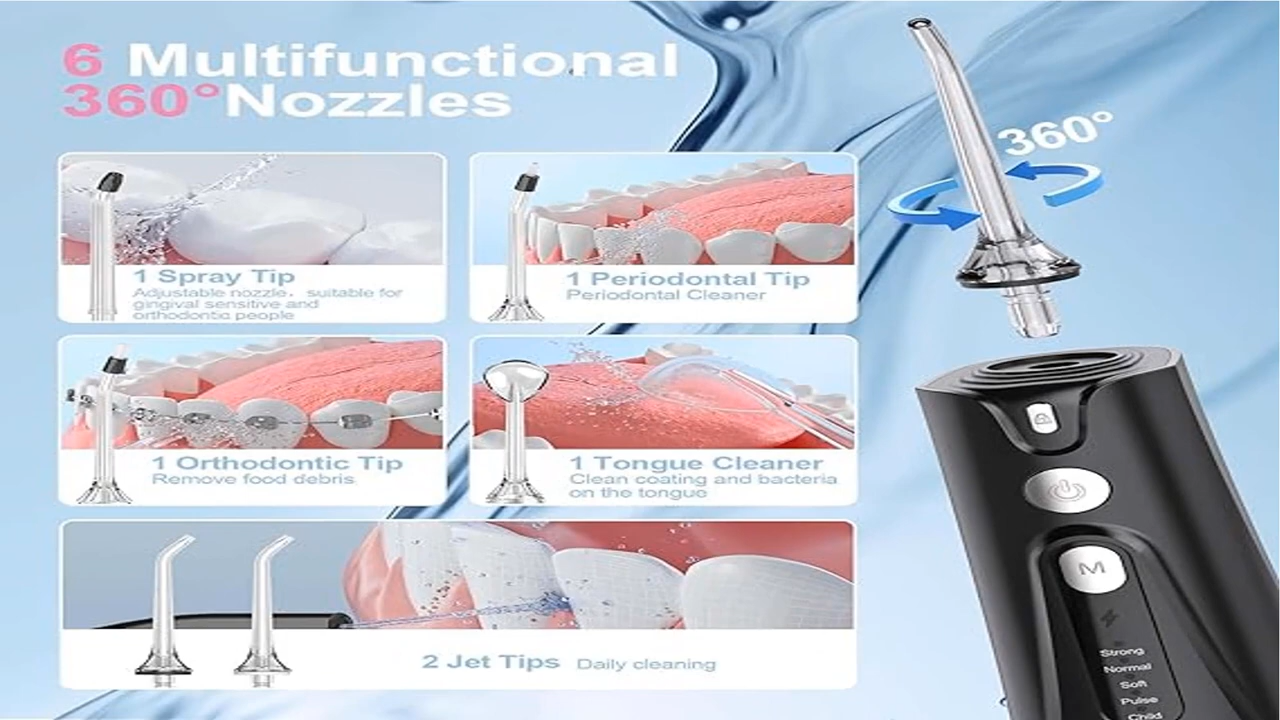 6 Multifunctional
360°Nozzles
360°
1 Spray Tip
Adjustable nozzle, suitable for
gingival sensitive and
orthodontic people
1 Periodontal Tip
Periodontal Cleaner
1 Orthodontic Tip
Remove food debris
1 Tongue Cleaner
Clean coating and bacteria
on the tongue
2 Jet Tips Daily cleaning
M
Strong
Normal
Soft
Pulse
Child